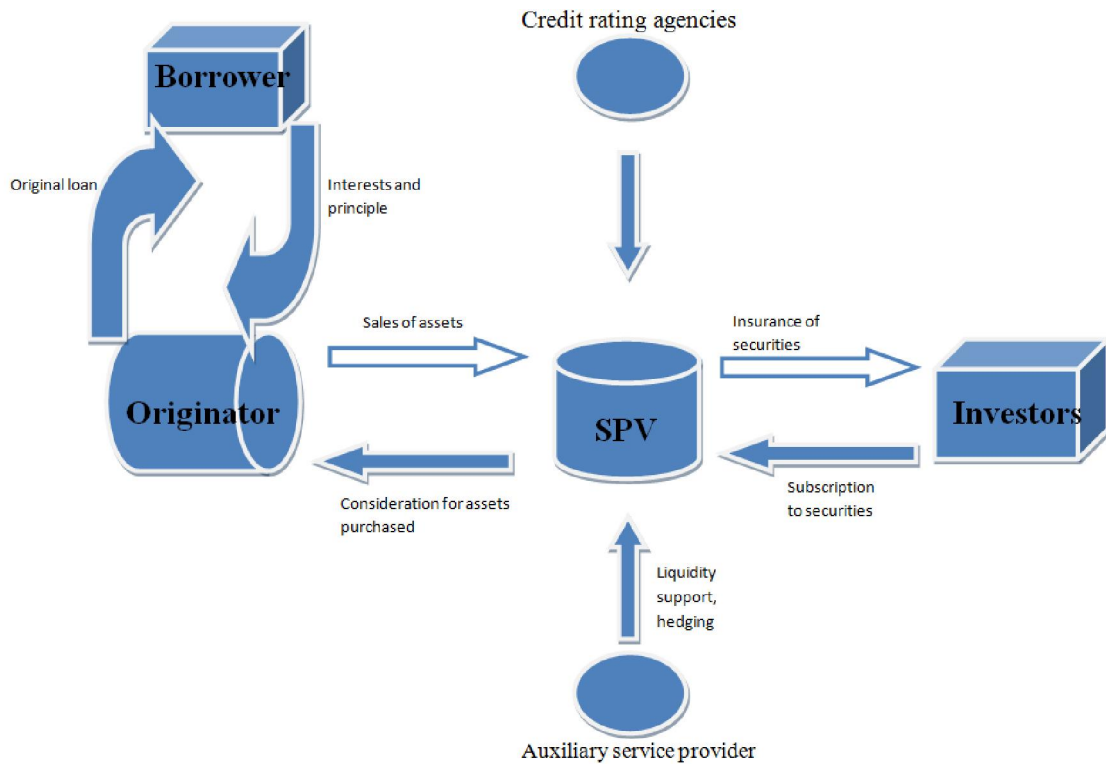 Credit rating agencies
Borrower
Original loan
Interests and
principle
Sales of assets
Insurance of
securities
Originator
SPV
Investors
Consideration for assets
purchased
Subscription
to securities
Liquidity
support,
hedging
Auxiliary service provider